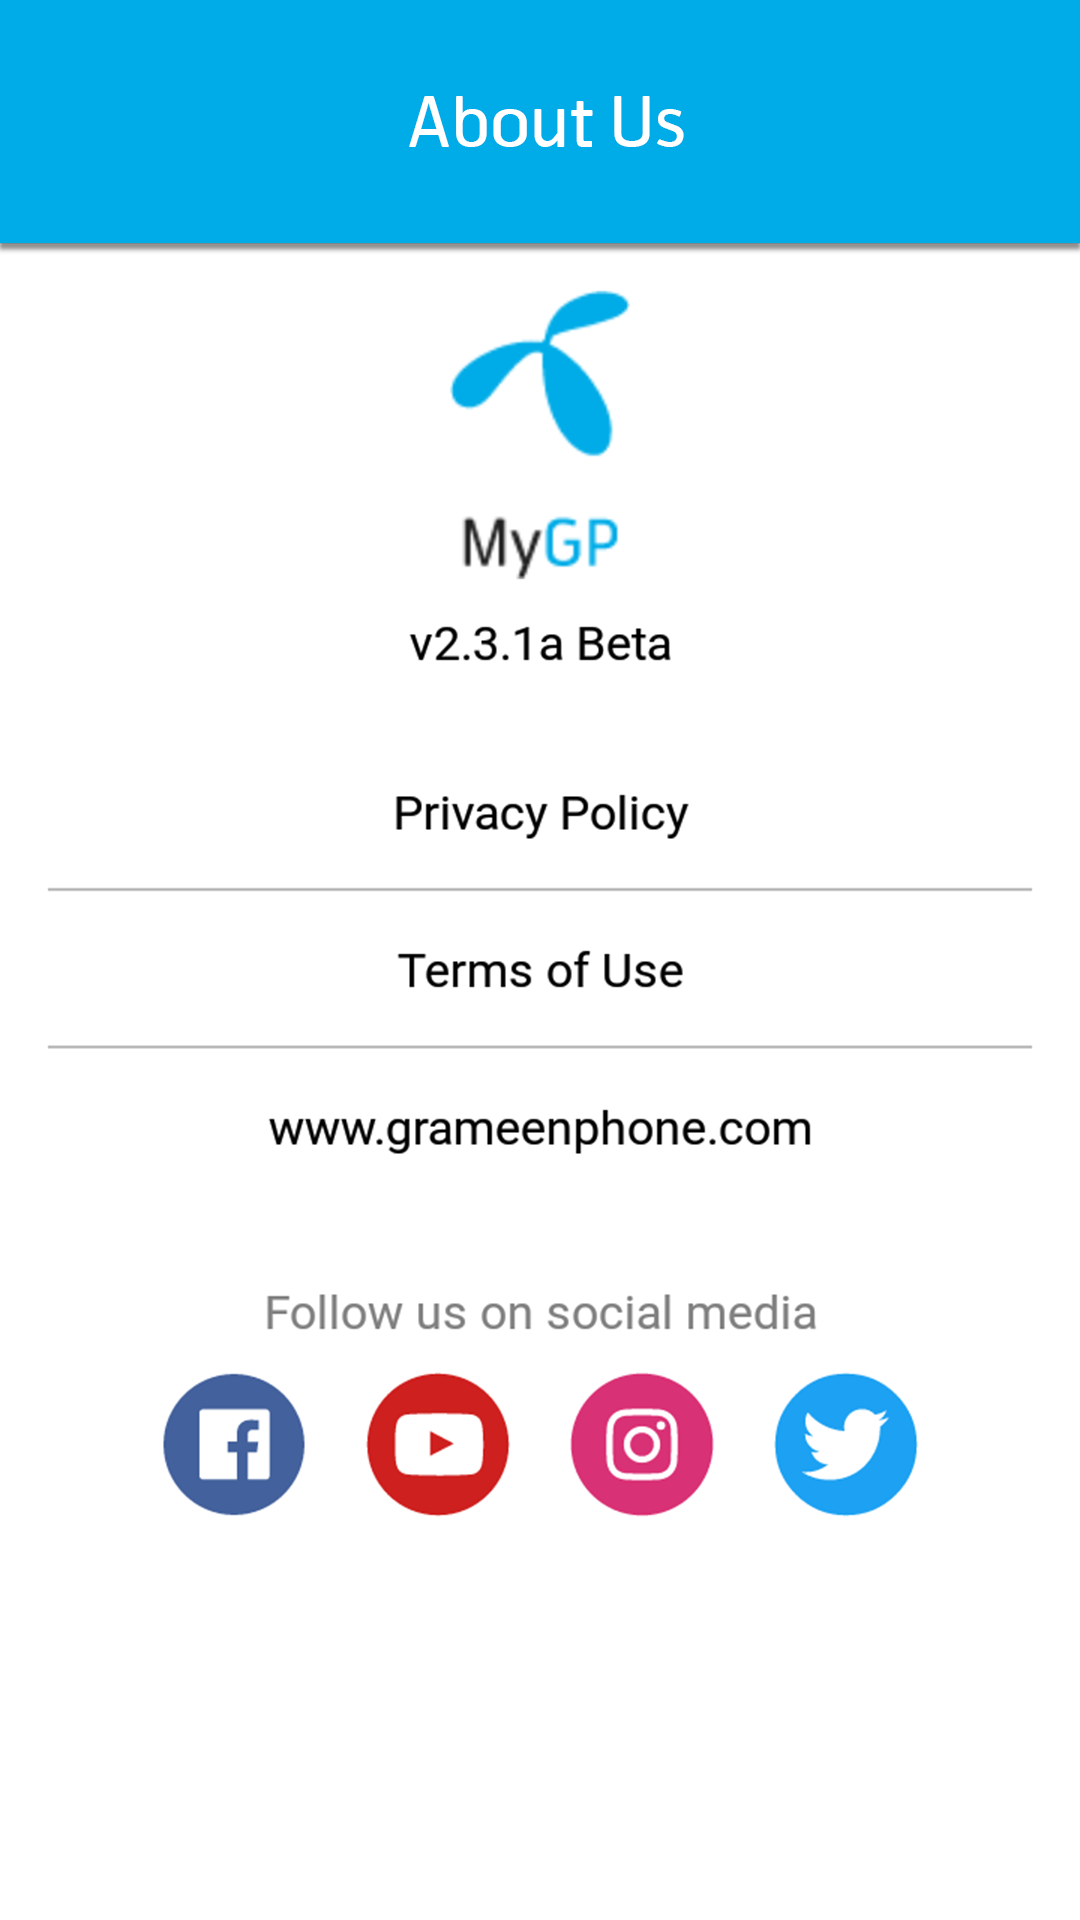 About Us
MyGP
v2.3.1a Beta
Privacy Policy
Terms of Use
www.grameenphone.com
Follow us on social media